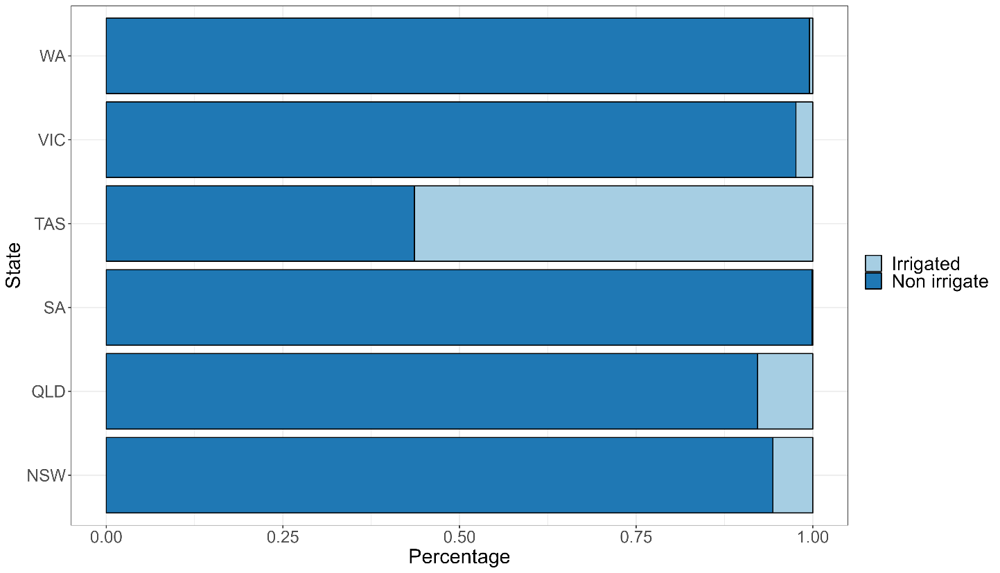 WA
VIC
TAS
SA
QLD
NSW
State
0.00 0.25 0.50 0.75 1.00
Percentage
Irrigated
Non irrigate